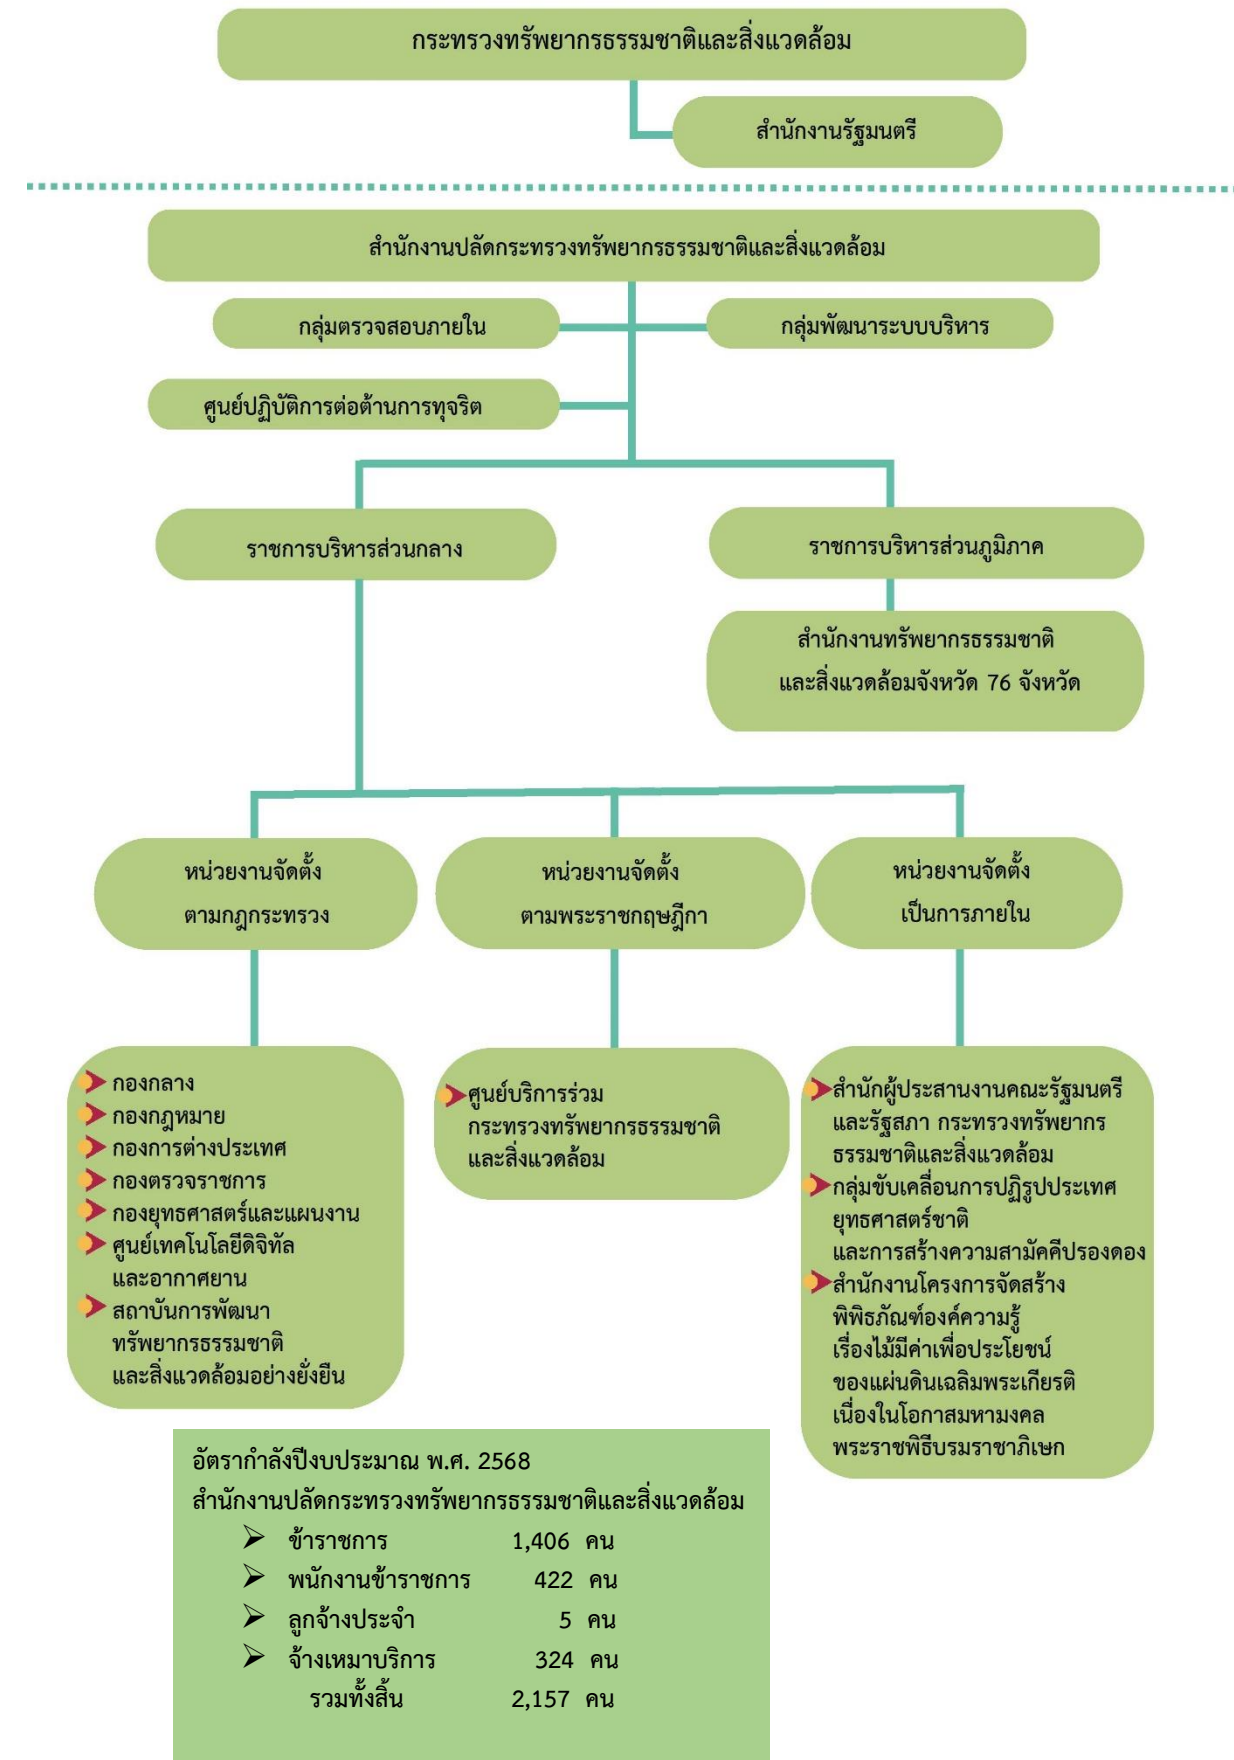 กระทรวงทรัพยากรธรรมชาติและสิ่งแวดล้อม
สำนักงานรัฐมนตรี
สำนักงานปลัดกระทรวงทรัพยากรธรรมชาติและสิ่งแวดล้อม
กลุ่มตรวจสอบภายใน
กลุ่มพัฒนาระบบบริหาร
ศูนย์ปฏิบัติการต่อต้านการทุจริต
ราชการบริหารส่วนกลาง
ราชการบริหารส่วนภูมิภาค
สำนักงานทรัพยากรธรรมชาติ
และสิ่งแวดล้อมจังหวัด 76 จังหวัด
หน่วยงานจัดตั้ง
ตามกฎกระทรวง
หน่วยงานจัดตั้ง
ตามพระราชกฤษฎีกา
หน่วยงานจัดตั้ง
เป็นการภายใน
กองกลาง
กองกฎหมาย
กองการต่างประเทศ
กองตรวจราชการ
กองยุทธศาสตร์และแผนงาน
ศูนย์เทคโนโลยีดิจิทัล
และอากาศยาน
สถาบันการพัฒนา
ทรัพยากรธรรมชาติ
และสิ่งแวดล้อมอย่างยั่งยืน
ศูนย์บริการร่วม
กระทรวงทรัพยากรธรรมชาติ
และสิ่งแวดล้อม
สำนักผู้ประสานงานคณะรัฐมนตรี
และรัฐสภา กระทรวงทรัพยากร
ธรรมชาติและสิ่งแวดล้อม
กลุ่มขับเคลื่อนการปฏิรูปประเทศ
ยุทธศาสตร์ชาติ
และการสร้างความสามัคคีปรองดอง
สำนักงานโครงการจัดสร้าง
พิพิธภัณฑ์องค์ความรู้
เรื่องไม้มีค่าเพื่อประโยชน์
ของแผ่นดินเฉลิมพระเกียรติ
เนื่องในโอกาสมหามงคล
พระราชพิธีบรมราชาภิเษก
อัตรากำลังปีงบประมาณ พ.ศ. 2568
สำนักงานปลัดกระทรวงทรัพยากรธรรมชาติและสิ่งแวดล้อม
ข้าราชการ 1,406 คน
พนักงานข้าราชการ 422 คน
ลูกจ้างประจำ 5 คน
จ้างเหมาบริการ 324 คน
รวมทั้งสิ้น 2,157 คน